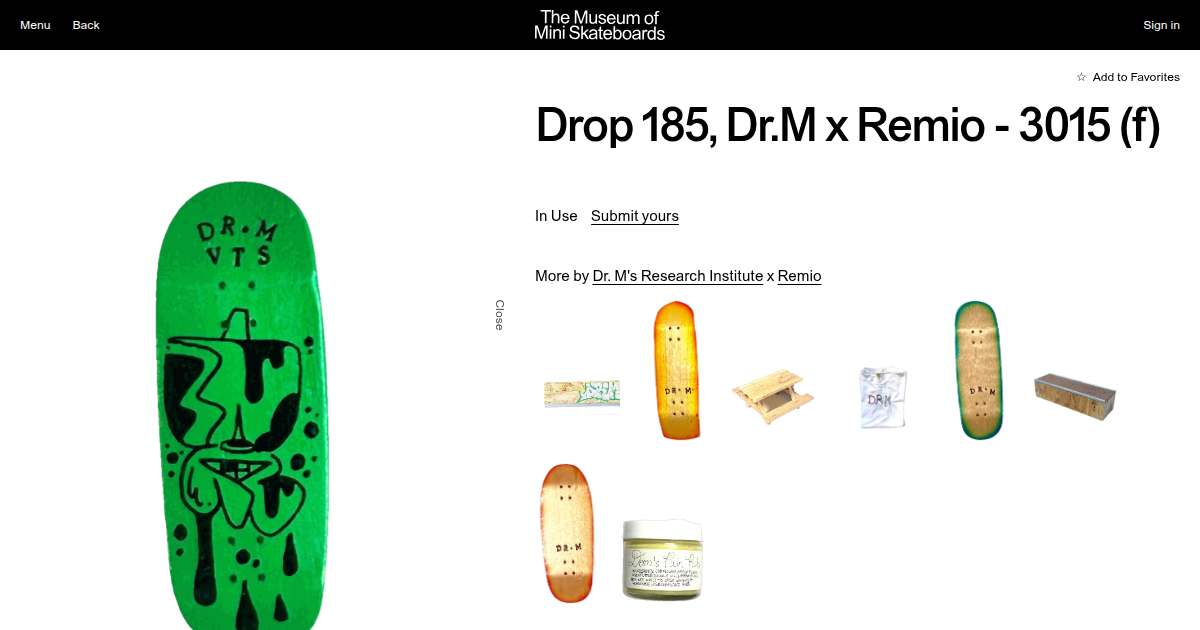 Menu
Back
The Museum of
Mini Skateboards
Sign in
☆ Add to Favorites
Drop 185, Dr.M x Remio - 3015 (f)
DR.M
VTS
In Use Submit yours
More by Dr. M's Research Institute x Remio
Close
DR.M
DRM
DR.M
DR.M